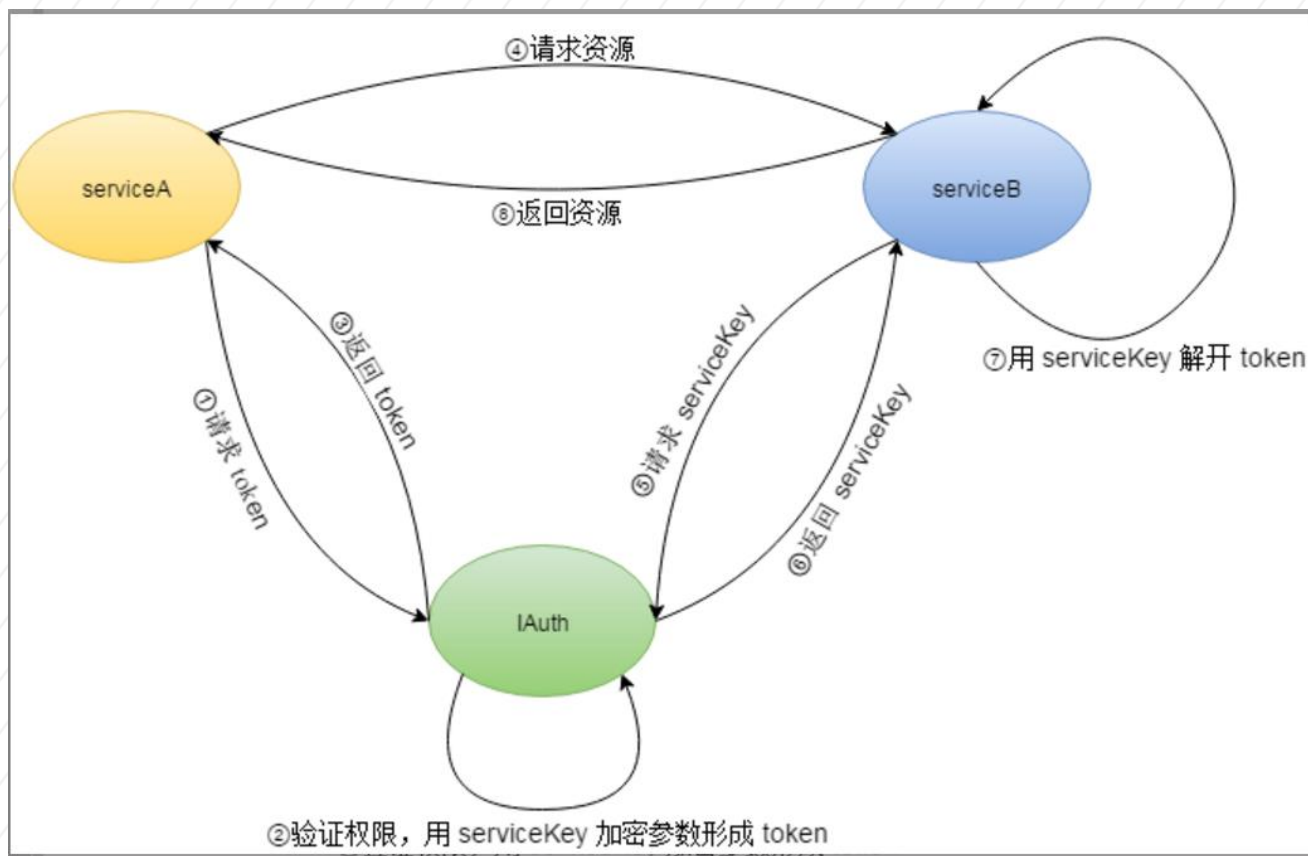 ④请求资源
serviceA
serviceB
⑧返回资源
③返回 token
①请求 token
⑤请求 serviceKey
⑥返回 serviceKey
⑦用 serviceKey 解开 token
IAuth
②验证权限，用 serviceKey 加密参数形成 token